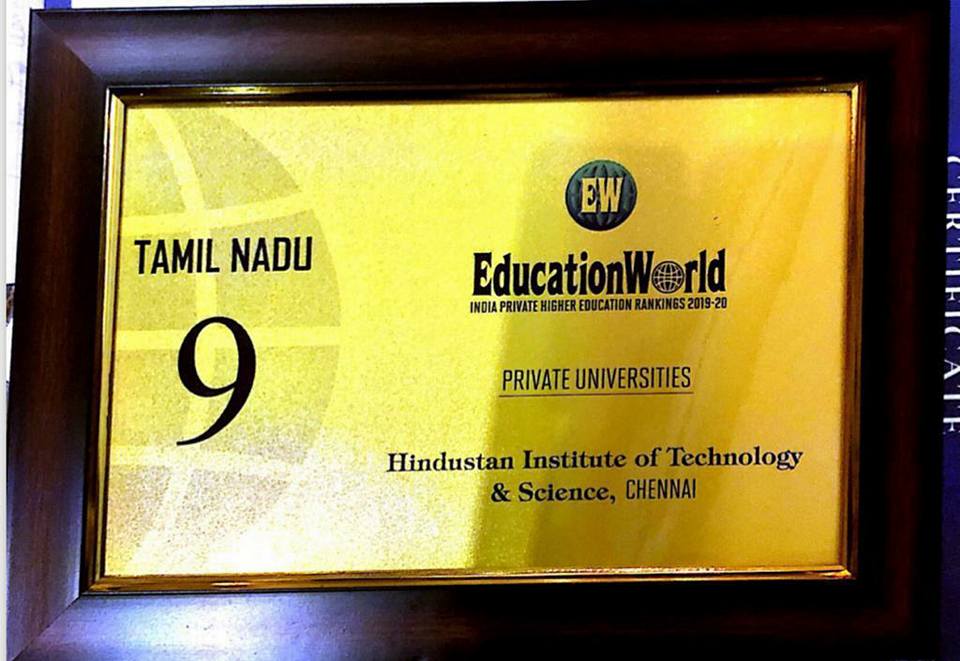 TAMIL NADU
9
EW
EducationWorld
INDIA PRIVATE HIGHER EDUCATION RANKINGS 2019-20
PRIVATE UNIVERSITIES
Hindustan Institute of Technology
& Science, CHENNAI
CERTIFICATE